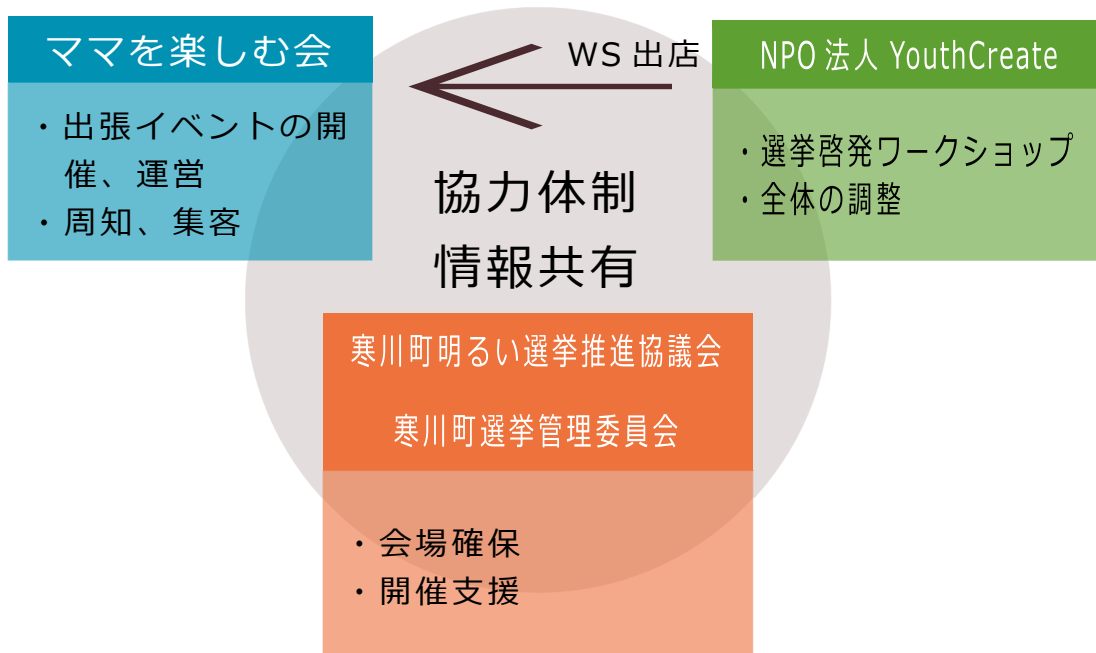 ママを楽しむ会
・出張イベントの開
催、運営
・周知、集客
WS 出店
NPO 法人 YouthCreate
・選挙啓発ワークショップ
・全体の調整
協力体制
情報共有
寒川町明るい選挙推進協議会
寒川町選挙管理委員会
・会場確保
・開催支援